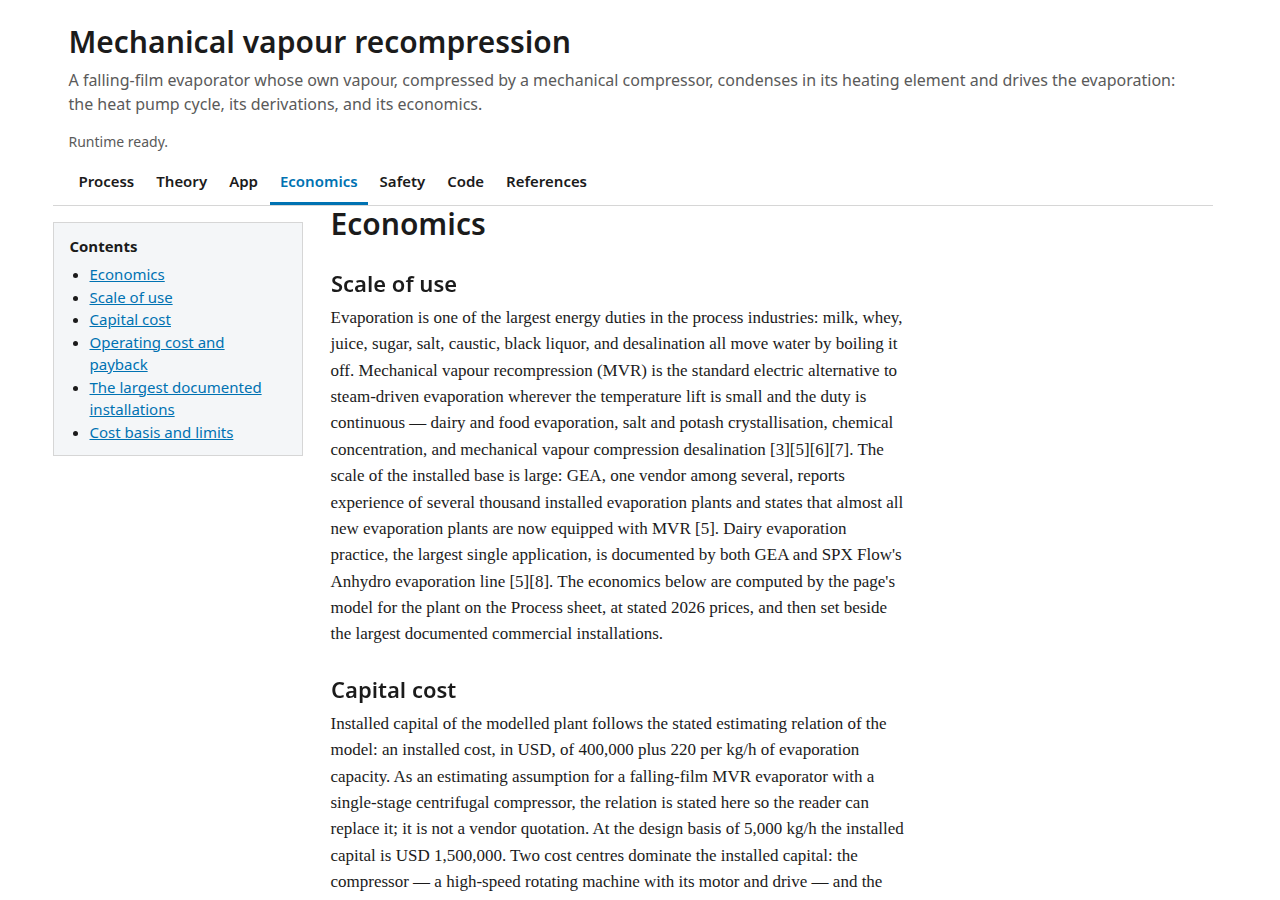 Mechanical vapour recompression
A falling-film evaporator whose own vapour, compressed by a mechanical compressor, condenses in its heating element and drives the evaporation:
the heat pump cycle, its derivations, and its economics.
Runtime ready.
Process Theory App Economics Safety Code References
Contents
• Economics
• Scale of use
• Capital cost
• Operating cost and
payback
• The largest documented
installations
• Cost basis and limits
Economics
Scale of use
Evaporation is one of the largest energy duties in the process industries: milk, whey,
juice, sugar, salt, caustic, black liquor, and desalination all move water by boiling it
off. Mechanical vapour recompression (MVR) is the standard electric alternative to
steam-driven evaporation wherever the temperature lift is small and the duty is
continuous — dairy and food evaporation, salt and potash crystallisation, chemical
concentration, and mechanical vapour compression desalination [3][5][6][7]. The
scale of the installed base is large: GEA, one vendor among several, reports
experience of several thousand installed evaporation plants and states that almost all
new evaporation plants are now equipped with MVR [5]. Dairy evaporation
practice, the largest single application, is documented by both GEA and SPX Flow's
Anhydro evaporation line [5][8]. The economics below are computed by the page's
model for the plant on the Process sheet, at stated 2026 prices, and then set beside
the largest documented commercial installations.
Capital cost
Installed capital of the modelled plant follows the stated estimating relation of the
model: an installed cost, in USD, of 400,000 plus 220 per kg/h of evaporation
capacity. As an estimating assumption for a falling-film MVR evaporator with a
single-stage centrifugal compressor, the relation is stated here so the reader can
replace it; it is not a vendor quotation. At the design basis of 5,000 kg/h the installed
capital is USD 1,500,000. Two cost centres dominate the installed capital: the
compressor — a high-speed rotating machine with its motor and drive — and the